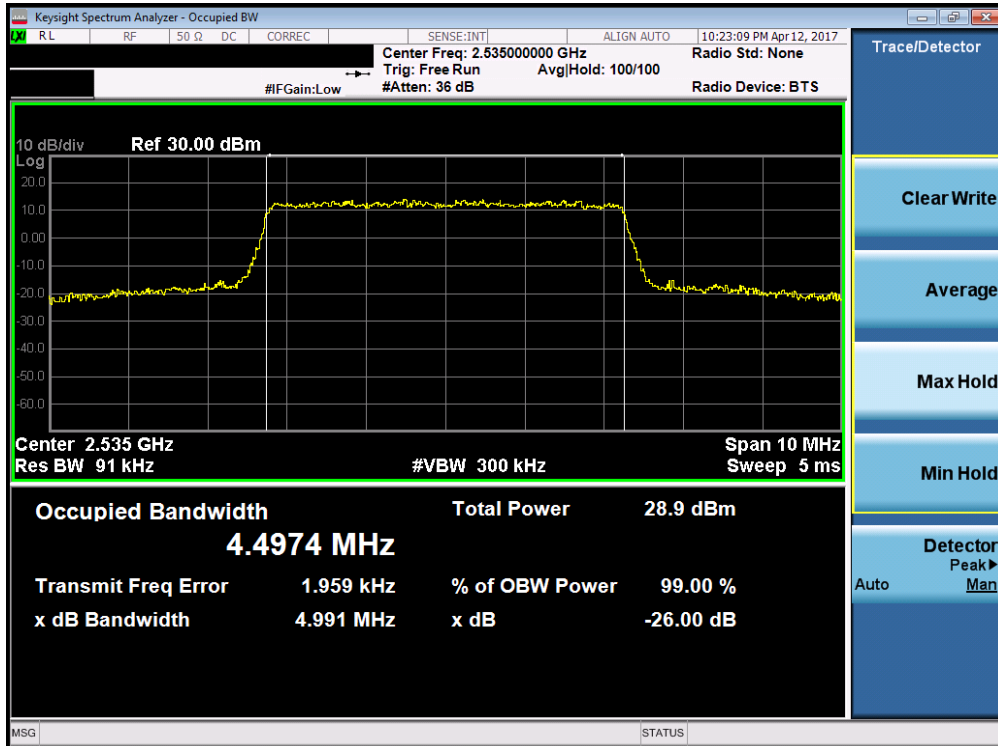 Keysight Spectrum Analyzer - Occupied BW
LXI RL RF 50 Ω DC CORREC SENSE:INT ALIGN AUTO 10:23:09 PM Apr 12, 2017
Center Freq: 2.535000000 GHz Radio Std: None
Trig: Free Run Avg|Hold: 100/100
#IFGain:Low #Atten: 36 dB Radio Device: BTS
Trace/Detector
10 dB/div Ref 30.00 dBm
Log
20.0
10.0
0.00
-10.0
-20.0
-30.0
-40.0
-50.0
-60.0
Center 2.535 GHz Span 10 MHz
Res BW 91 kHz #VBW 300 kHz Sweep 5 ms
Occupied Bandwidth Total Power 28.9 dBm
4.4974 MHz
Transmit Freq Error 1.959 kHz % of OBW Power 99.00 %
x dB Bandwidth 4.991 MHz x dB -26.00 dB
Clear Write
Average
Max Hold
Min Hold
Detector
Peak▶
Auto Man
MSG STATUS